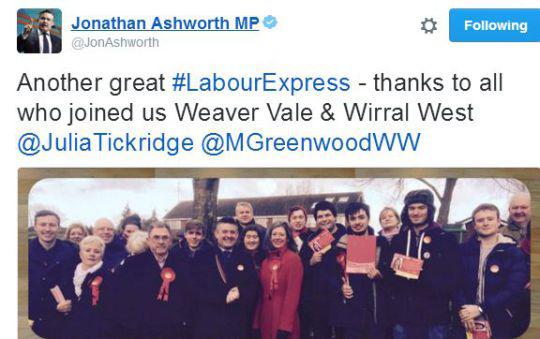 Jonathan Ashworth MP
@JonAshworth
Following
Another great #LabourExpress - thanks to all
who joined us Weaver Vale & Wirral West
@JuliaTickridge @MGreenwoodWW